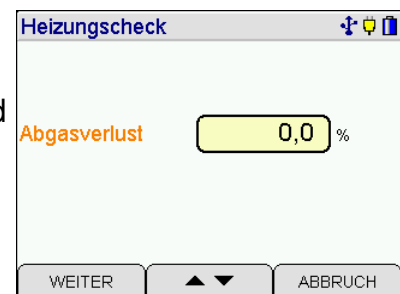 Heizungscheck
d
Abgasverlust 0,0 %
WEITER ▲ ▼ ABBRUCH